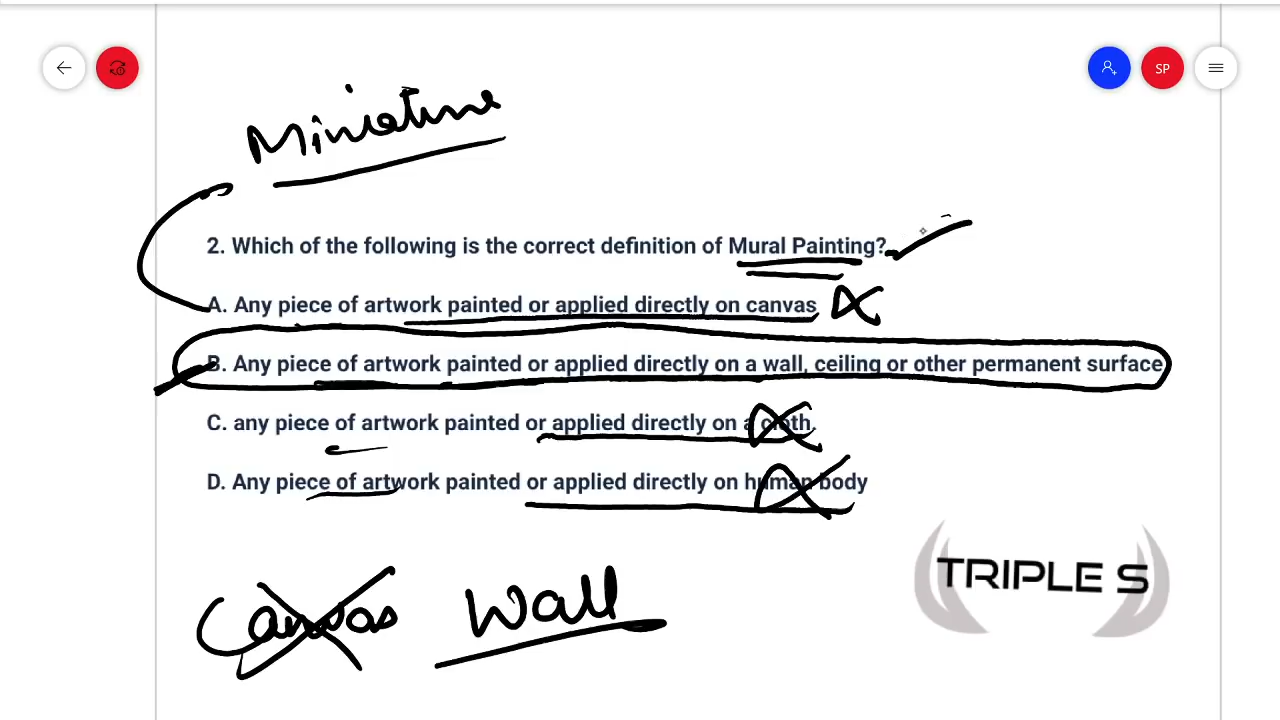 SP
Miniature
2. Which of the following is the correct definition of Mural Painting?
A. Any piece of artwork painted or applied directly on canvas
B. Any piece of artwork painted or applied directly on a wall, ceiling or other permanent surface
C. any piece of artwork painted or applied directly on a cloth.
D. Any piece of artwork painted or applied directly on human body
TRIPLE S
Canvas Wall